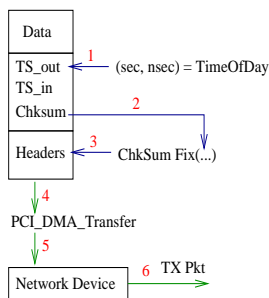 Data
1
TS_out
(sec, nsec) = TimeOfDay
TS_in
2
Chksum
3
Headers
ChkSum Fix(...)
4
PCI_DMA_Transfer
5
6
TX Pkt
Network Device